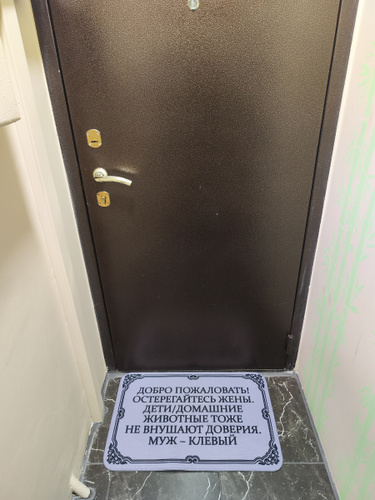 ДОБРО ПОЖАЛОВАТЬ!
ОСТЕРЕГАЙТЕСЬ ЖЕНЫ.
ДЕТИ/ДОМАШНИЕ
ЖИВОТНЫЕ ТОЖЕ
НЕ ВНУШАЮТ ДОВЕРИЯ.
МУЖ – КЛЕВЫЙ